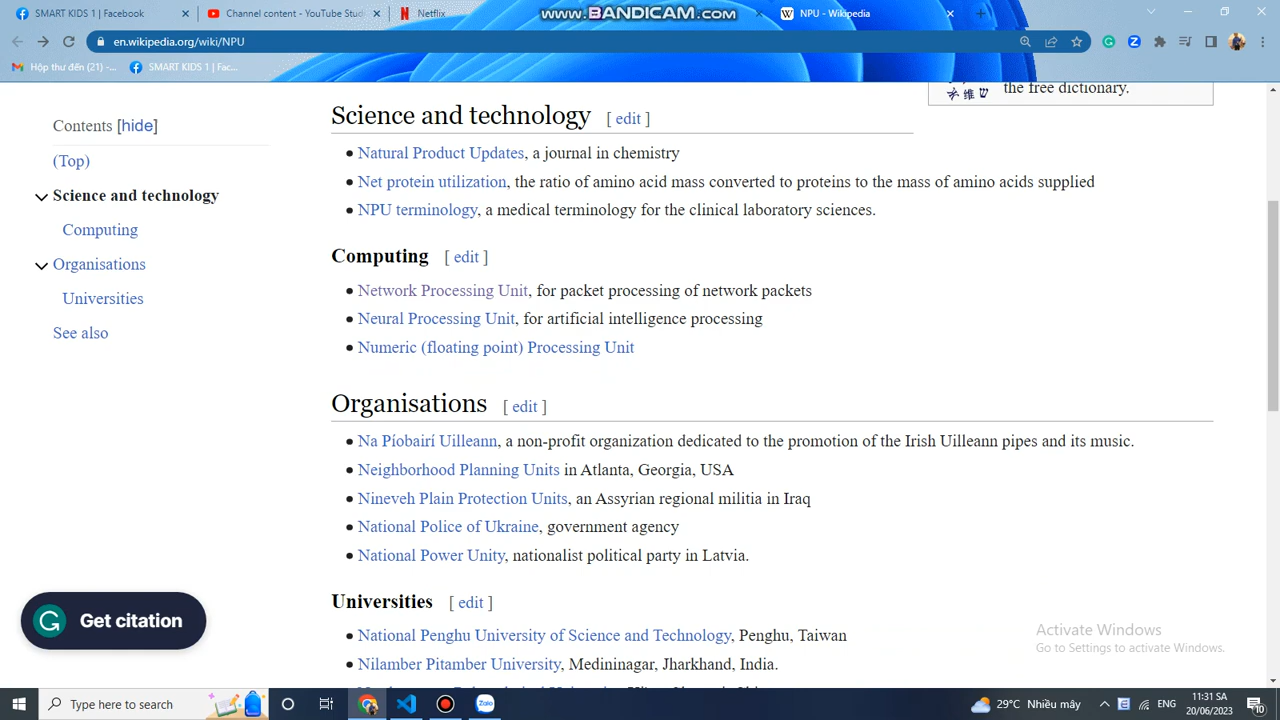 SMART KIDS 1 | Facebook
Channel content - YouTube Stud
Netflix
www.BANDICAM.com
NPU - Wikipedia
en.wikipedia.org/wiki/NPU
Hộp thư đến (21) -...
SMART KIDS 1 | Fac...
the free dictionary.
Contents [hide]
(Top)
Science and technology
Computing
Organisations
Universities
See also
Science and technology [ edit ]
Natural Product Updates, a journal in chemistry
Net protein utilization, the ratio of amino acid mass converted to proteins to the mass of amino acids supplied
NPU terminology, a medical terminology for the clinical laboratory sciences.
Computing [ edit ]
Network Processing Unit, for packet processing of network packets
Neural Processing Unit, for artificial intelligence processing
Numeric (floating point) Processing Unit
Organisations [ edit ]
Na Píobairí Uilleann, a non-profit organization dedicated to the promotion of the Irish Uilleann pipes and its music.
Neighborhood Planning Units in Atlanta, Georgia, USA
Nineveh Plain Protection Units, an Assyrian regional militia in Iraq
National Police of Ukraine, government agency
National Power Unity, nationalist political party in Latvia.
Universities [ edit ]
National Penghu University of Science and Technology, Penghu, Taiwan
Nilamber Pitamber University, Medininagar, Jharkhand, India.
Get citation
Activate Windows
Go to Settings to activate Windows.
Type here to search
Zalo
29°C Nhiều mây
ENG
11:31 SA
20/06/2023
10